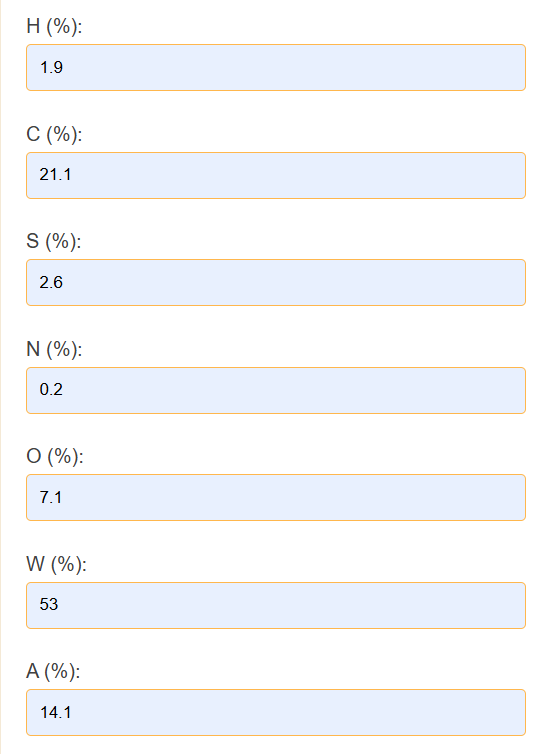 H (%):
1.9
C (%):
21.1
S (%):
2.6
N (%):
0.2
O (%):
7.1
W (%):
53
A (%):
14.1